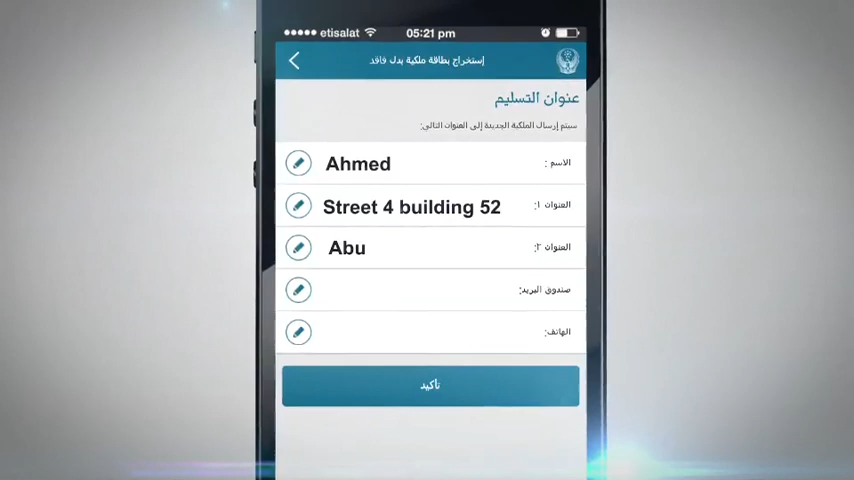 etisalat 05:21 pm
إستخراج بطاقة ملكية بدل فاقد
عنوان التسليم
سيتم إرسال الملكية الجديدة إلى العنوان التالي:
الاسم : Ahmed
العنوان ١: Street 4 building 52
العنوان ٢: Abu
صندوق البريد:
الهاتف:
تأكيد